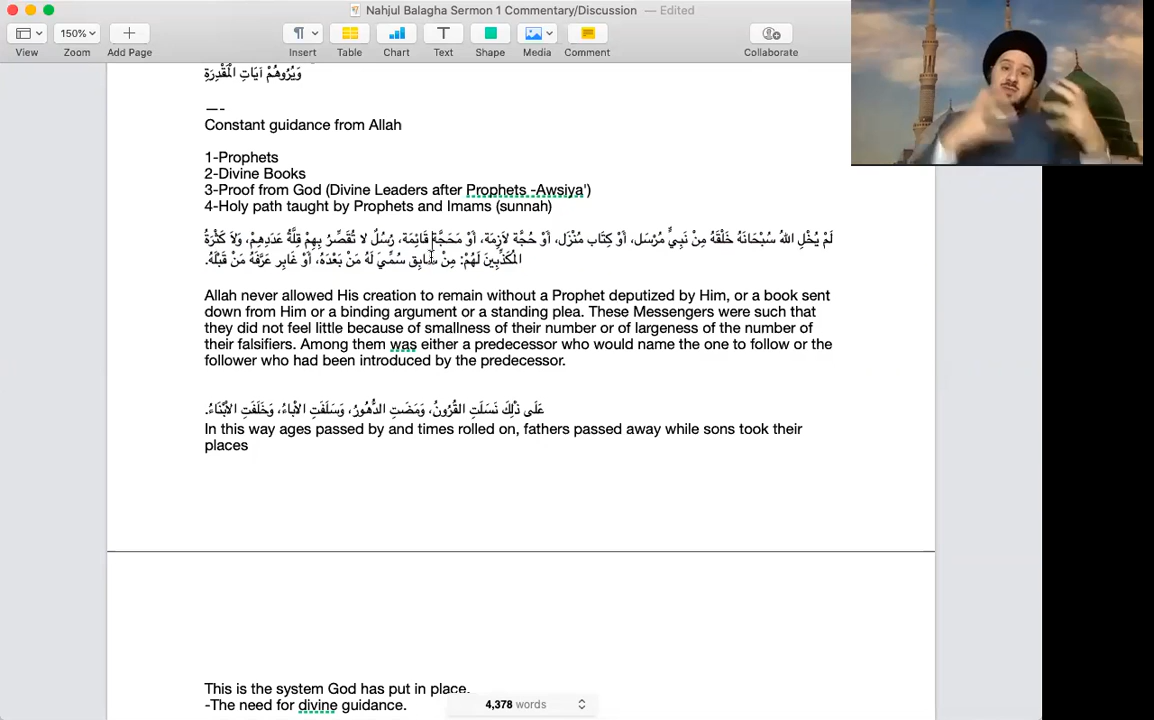 Nahjul Balagha Sermon 1 Commentary/Discussion — Edited
150%
View Zoom Add Page Insert Table Chart Text Shape Media Comment Collaborate
وَيُرُوهُمْ آيَاتِ الْمَقْدِرَةِ
—-
Constant guidance from Allah
1-Prophets
2-Divine Books
3-Proof from God (Divine Leaders after Prophets -Awsiya')
4-Holy path taught by Prophets and Imams (sunnah)
لَمْ يُخْلِ اللهُ سُبْحَانَهُ خَلْقَهُ مِنْ نَبِيٍّ مُرْسَل، أَوْ كِتَاب مُنْزَل، أَوْ حُجَّة لاَزِمَة، أَوْ مَحَجَّة قَائِمَة، رُسُلٌ لا تُقَصِّرُ بِهِمْ قِلَّةُ عَدَدِهِمْ، وَلاَ كَثْرَةُ
المُكَذِّبِينَ لَهُمْ: مِنْ سَابِق سُمِّيَ لَهُ مَنْ بَعْدَهُ، أَوْ غَابِر عَرَّفَهُ مَنْ قَبْلَهُ.
Allah never allowed His creation to remain without a Prophet deputized by Him, or a book sent
down from Him or a binding argument or a standing plea. These Messengers were such that
they did not feel little because of smallness of their number or of largeness of the number of
their falsifiers. Among them was either a predecessor who would name the one to follow or the
follower who had been introduced by the predecessor.
عَلَى ذْلِكَ نَسَلَتِ القُرُونُ، وَمَضَتِ الدُّهُورُ، وَسَلَفَتِ الاْباءُ، وَخَلَفَتِ الاْبْنَاءُ.
In this way ages passed by and times rolled on, fathers passed away while sons took their
places
This is the system God has put in place.
-The need for divine guidance.
4,378 words